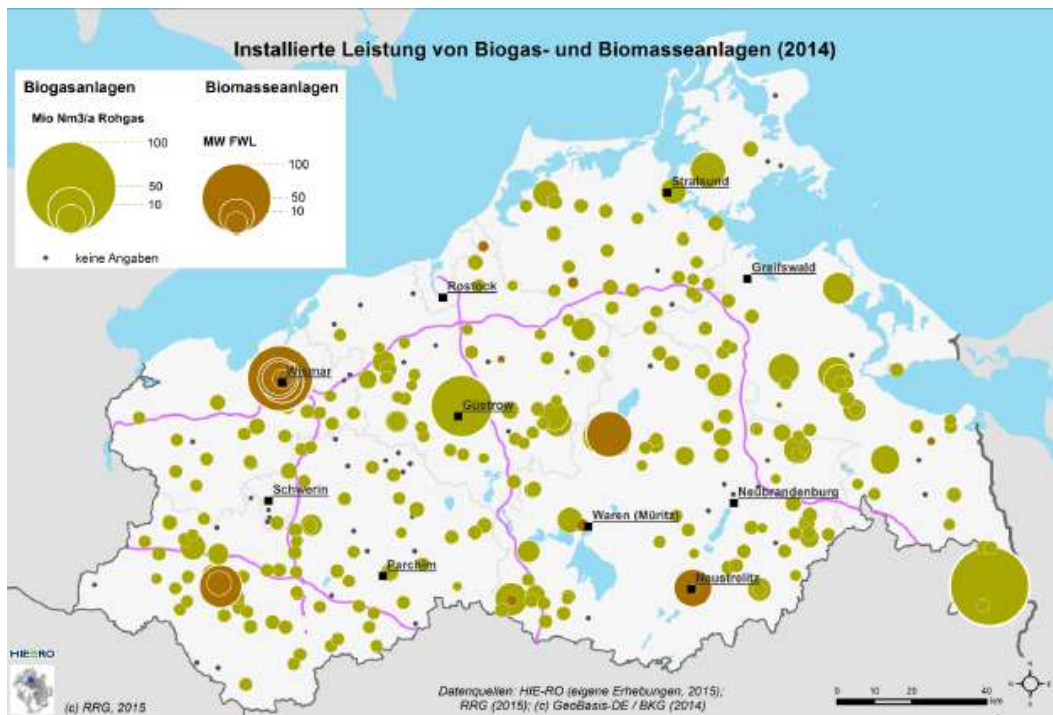 Installierte Leistung von Biogas- und Biomasseanlagen (2014)
Biogasanlagen
Biomasseanlagen
Mio Nm3/a Rohgas
MW FWL
100
50
10
100
50
10
keine Angaben
Stralsund
Greifswald
Rostock
Wismar
Güstrow
Schwerin
Neubrandenburg
Waren (Müritz)
Parchim
Neustrelitz
HIE-RO
(c) RRG, 2015
Datenquellen: HIE-RO (eigene Erhebungen, 2015);
RRG (2015); (c) GeoBasis-DE / BKG (2014)
0 10 20 40
km